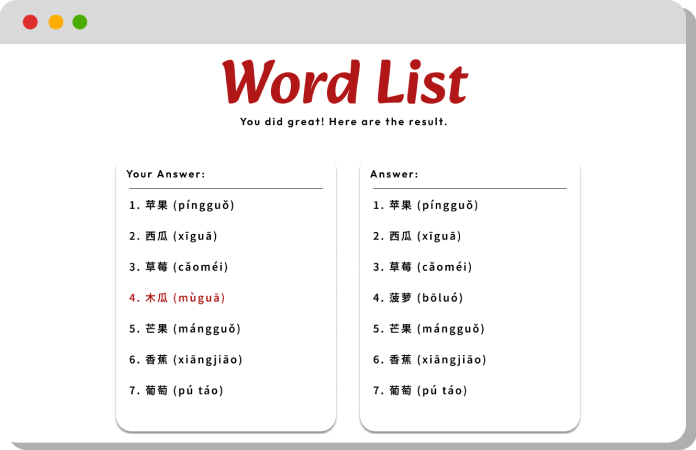 Word List
You did great! Here are the result.
Your Answer:
1. 苹果 (píngguǒ)
2. 西瓜 (xīguā)
3. 草莓 (cǎoméi)
4. 木瓜 (mùguā)
5. 芒果 (mángguǒ)
6. 香蕉 (xiāngjiāo)
7. 葡萄 (pú táo)
Answer:
1. 苹果 (píngguǒ)
2. 西瓜 (xīguā)
3. 草莓 (cǎoméi)
4. 菠萝 (bōluó)
5. 芒果 (mángguǒ)
6. 香蕉 (xiāngjiāo)
7. 葡萄 (pú táo)